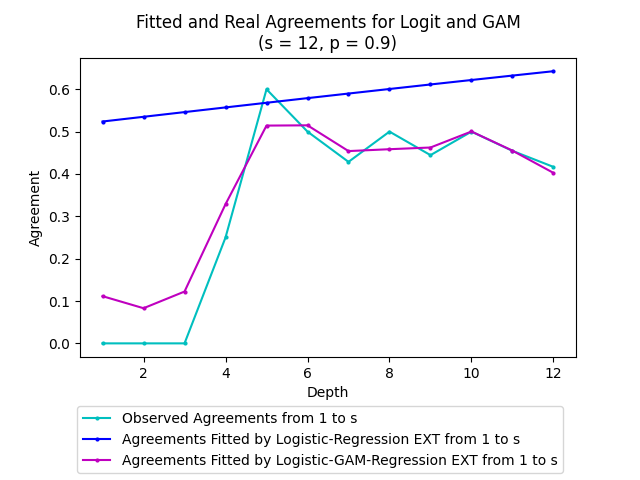 Fitted and Real Agreements for Logit and GAM
(s = 12, p = 0.9)
Agreement
0.6
0.5
0.4
0.3
0.2
0.1
0.0
2 4 6 8 10 12
Depth
Observed Agreements from 1 to s
Agreements Fitted by Logistic-Regression EXT from 1 to s
Agreements Fitted by Logistic-GAM-Regression EXT from 1 to s